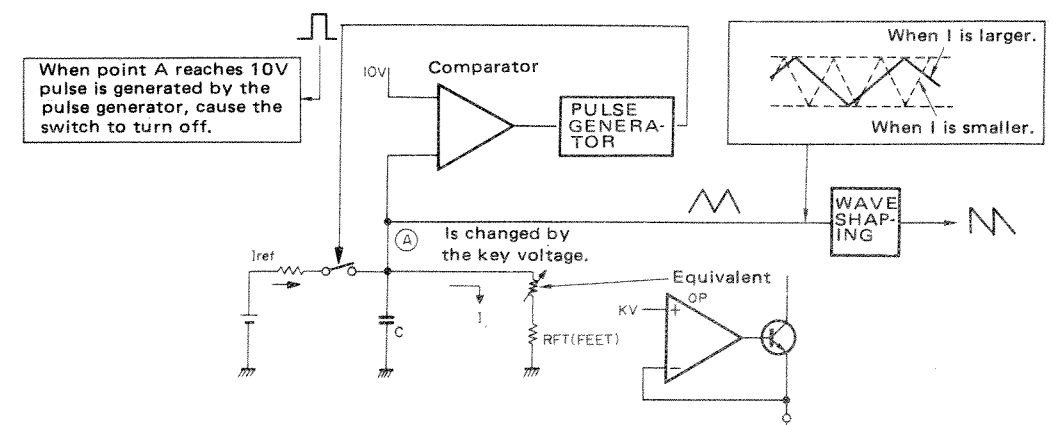 When point A reaches 10V
pulse is generated by the
pulse generator, cause the
switch to turn off.
10V
Comparator
PULSE
GENERA-
TOR
When I is larger.
When I is smaller.
WAVE
SHAP-
ING
A
Is changed by
the key voltage.
Iref
C
I
RFT(FEET)
Equivalent
OP
KV
+
−